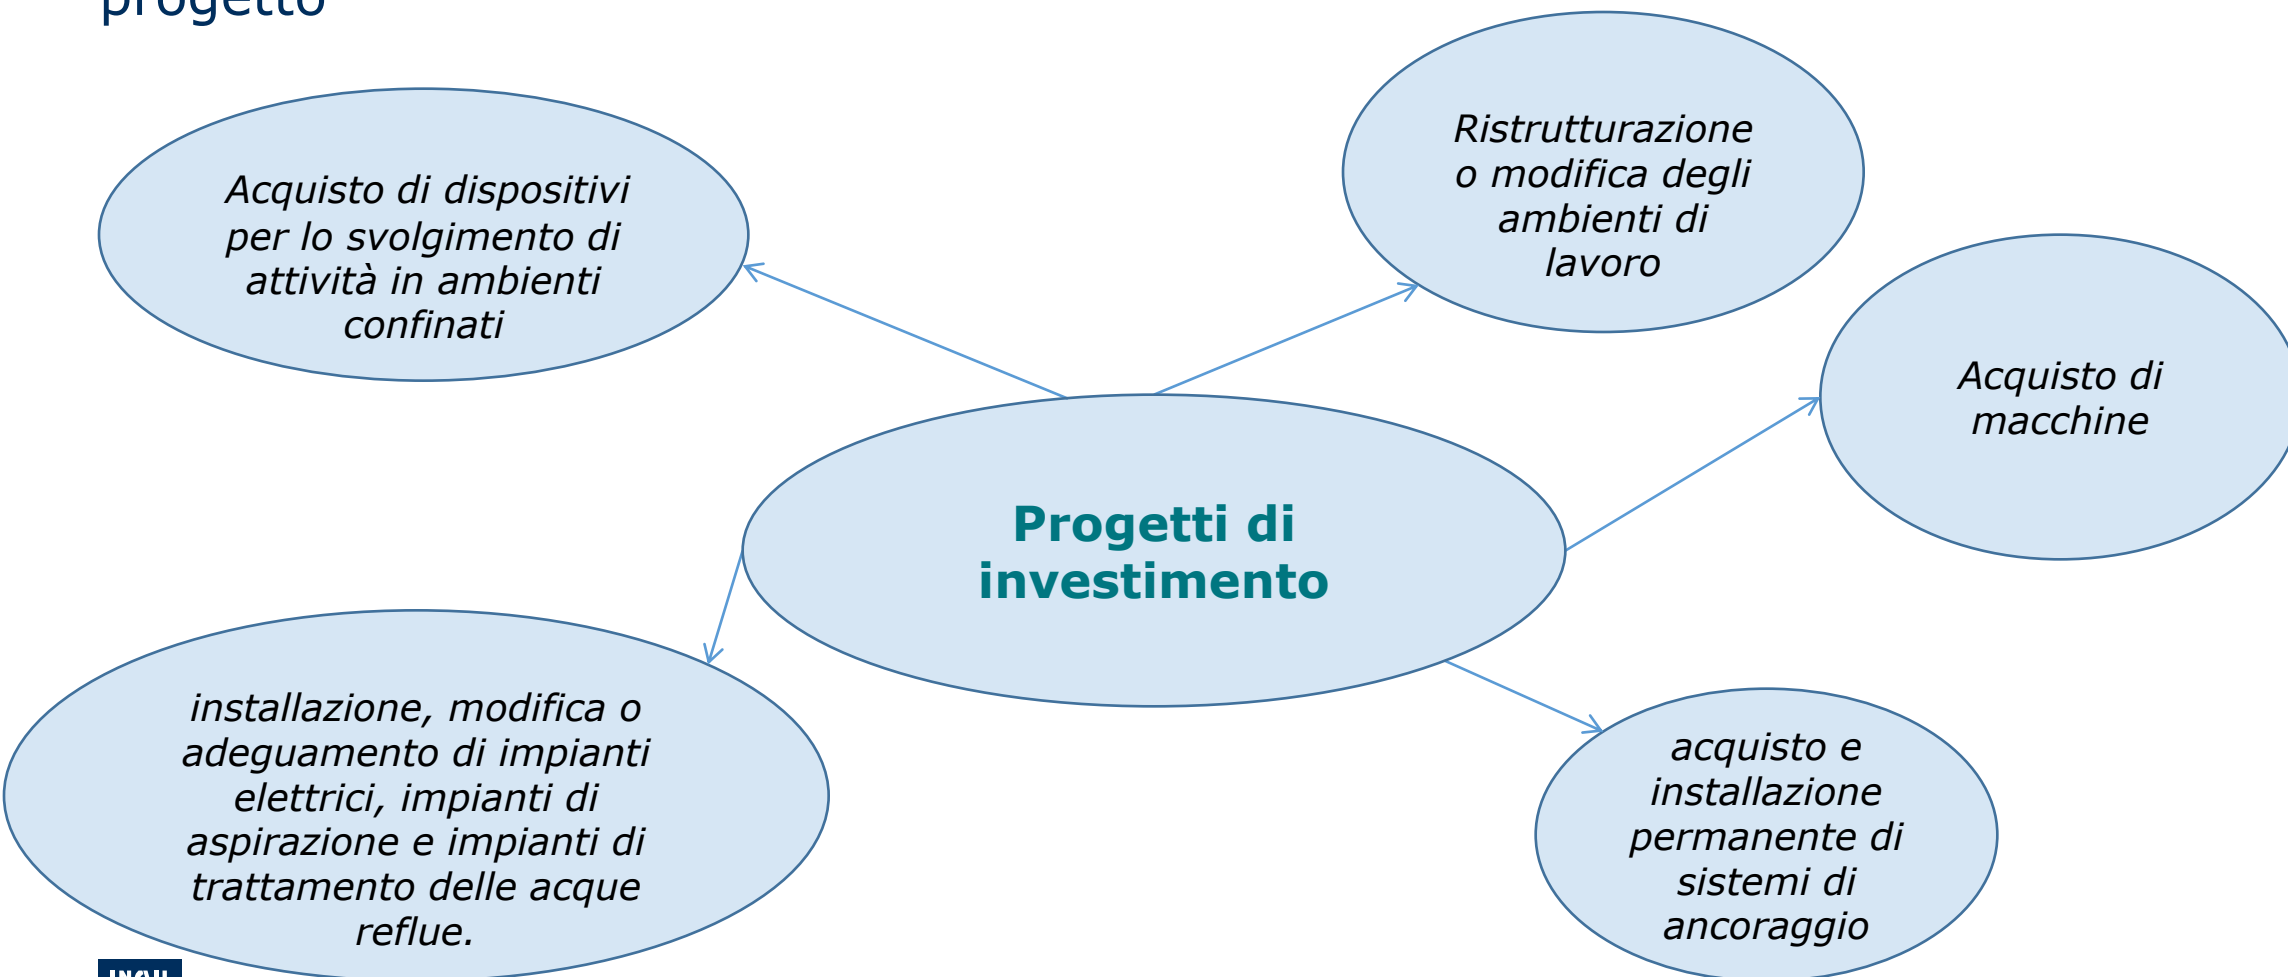 progetto
Acquisto di dispositivi
per lo svolgimento di
attività in ambienti
confinati
Ristrutturazione
o modifica degli
ambienti di
lavoro
Acquisto di
macchine
Progetti di
investimento
installazione, modifica o
adeguamento di impianti
elettrici, impianti di
aspirazione e impianti di
trattamento delle acque
reflue.
acquisto e
installazione
permanente di
sistemi di
ancoraggio